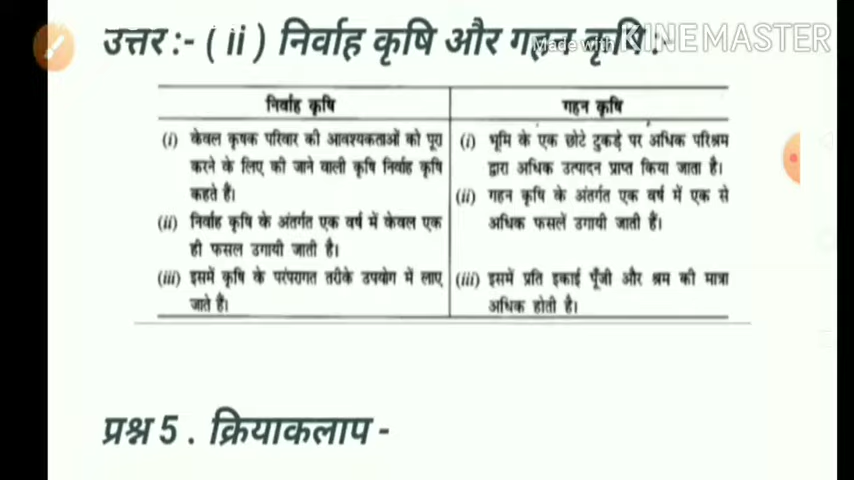 उत्तर :- ( ii ) निर्वाह कृषि और गहन कृषि :-
Made with KINEMASTER
निर्वाह कृषि
(i) केवल कृषक परिवार की आवश्यकताओं को पूरा
करने के लिए की जाने वाली कृषि निर्वाह कृषि
कहते हैं।
(ii) निर्वाह कृषि के अंतर्गत एक वर्ष में केवल एक
ही फसल उगायी जाती है।
(iii) इसमें कृषि के परंपरागत तरीके उपयोग में लाए
जाते हैं।
गहन कृषि
(i) भूमि के एक छोटे टुकड़े पर अधिक परिश्रम
द्वारा अधिक उत्पादन प्राप्त किया जाता है।
(ii) गहन कृषि के अंतर्गत एक वर्ष में एक से
अधिक फसलें उगायी जाती हैं।
(iii) इसमें प्रति इकाई पूँजी और श्रम की मात्रा
अधिक होती है।
प्रश्न 5 . क्रियाकलाप -